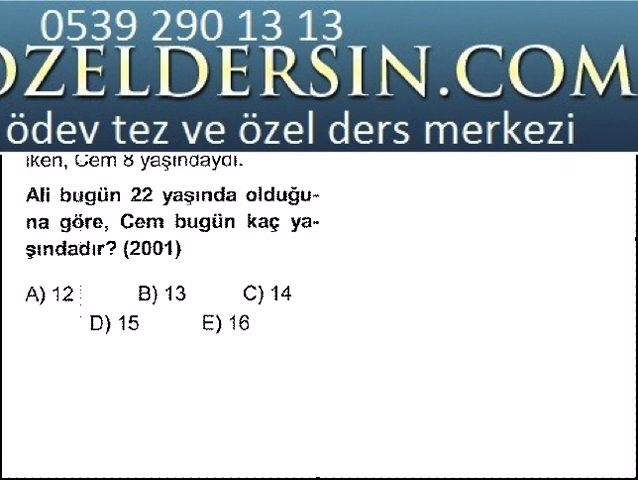 0539 290 13 13
OZELDERSIN.COM
ödev tez ve özel ders merkezi
iken, Cem 8 yaşındaydı.
Ali bugün 22 yaşında olduğu-
na göre, Cem bugün kaç ya-
şındadır? (2001)
A) 12 B) 13 C) 14
D) 15 E) 16